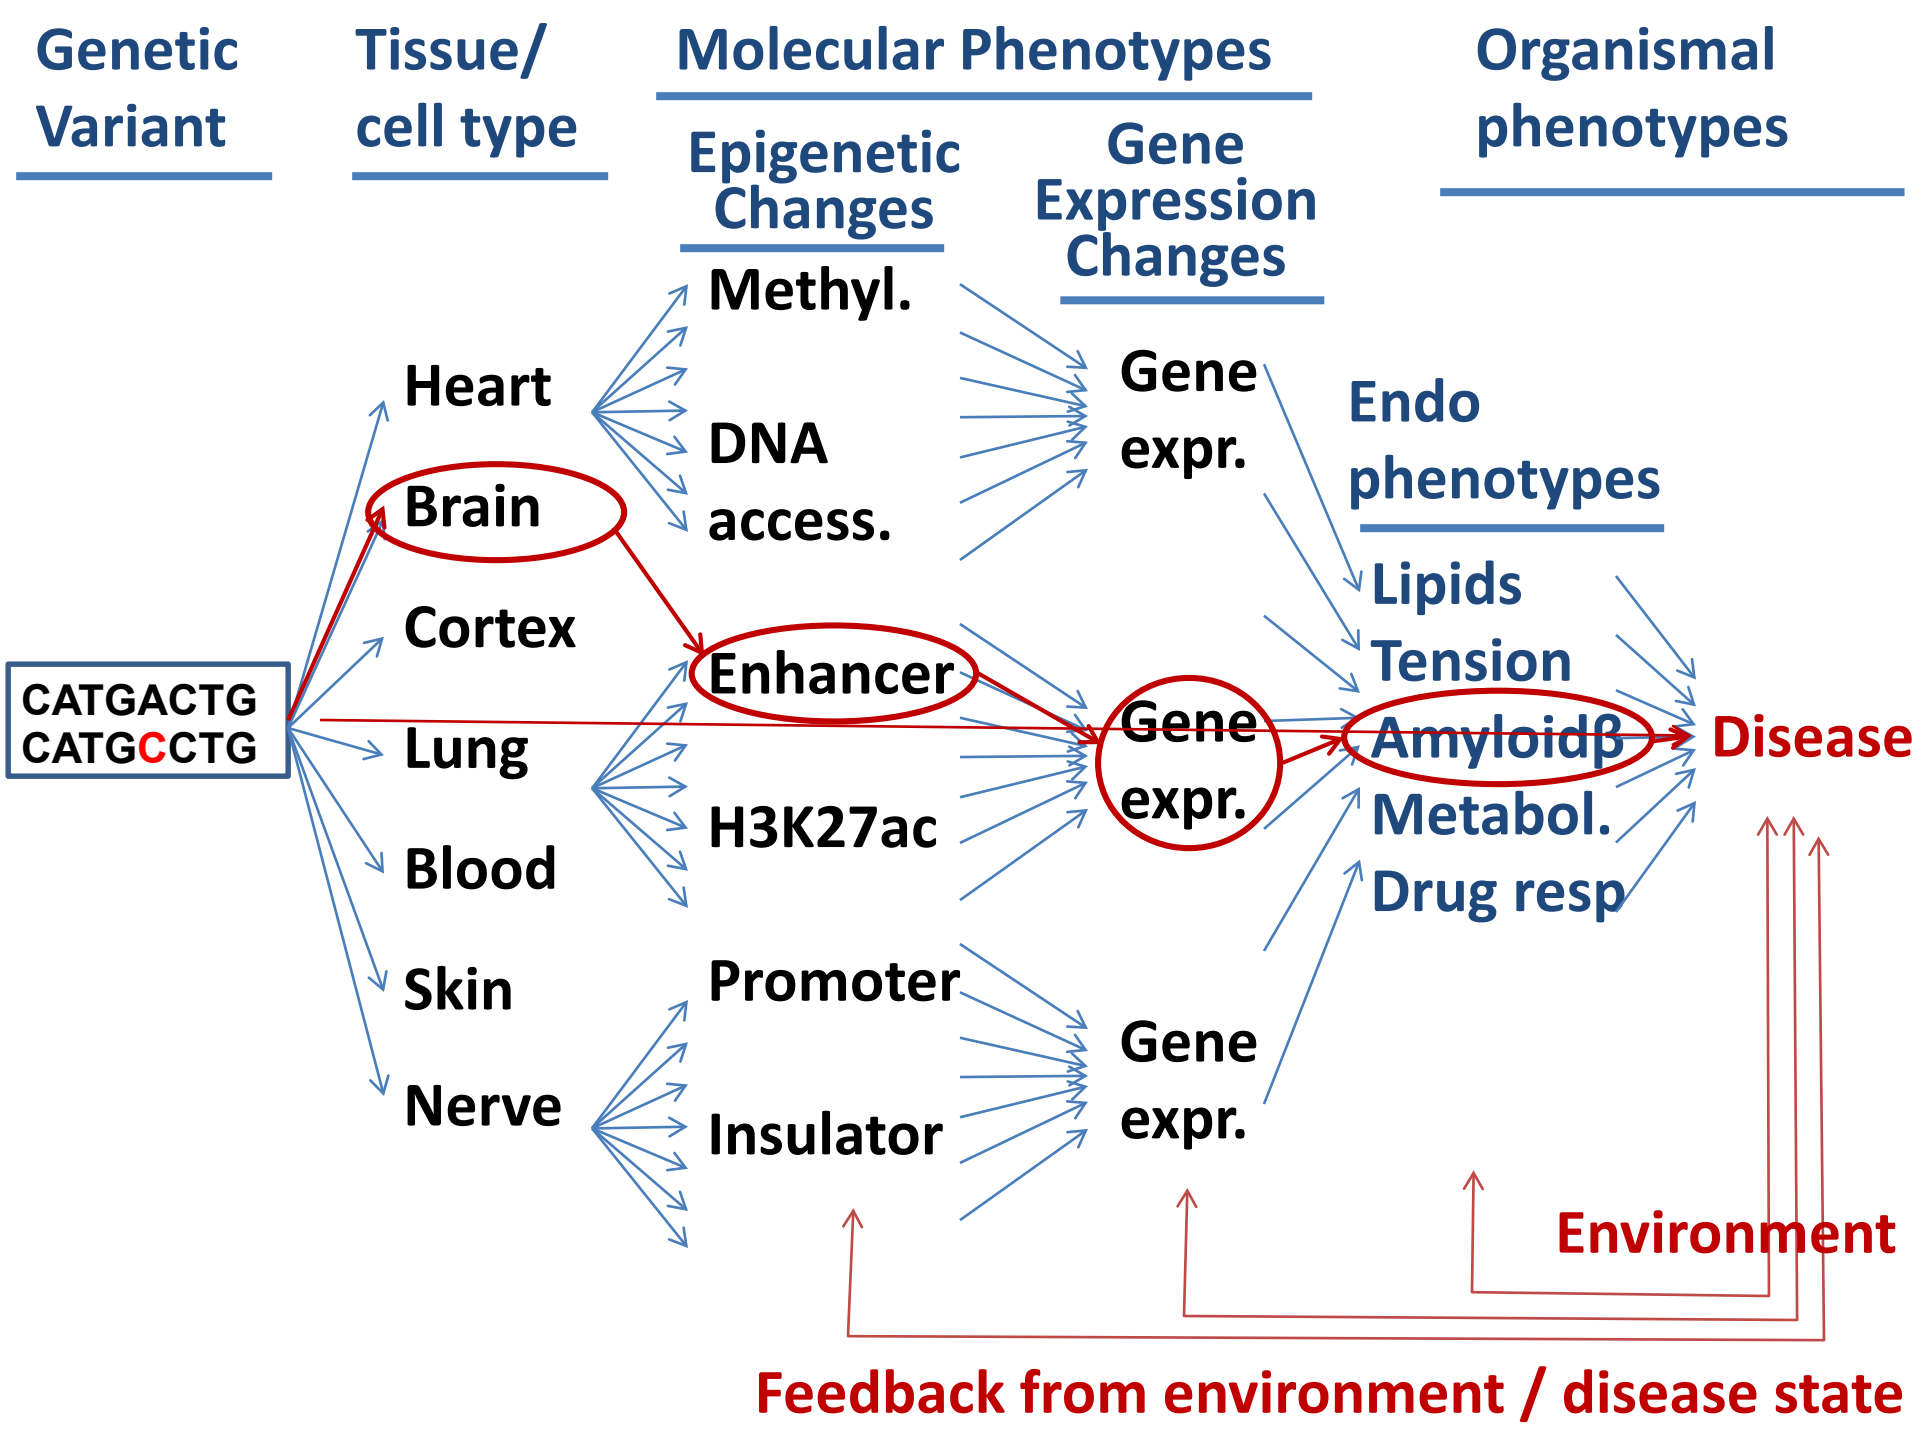 Genetic
Variant
Tissue/
cell type
Molecular Phenotypes
Organismal
phenotypes
Epigenetic
Changes
Gene
Expression
Changes
CATGACTG
CATGCCTG
Heart
Brain
Cortex
Lung
Blood
Skin
Nerve
Methyl.
DNA
access.
Enhancer
H3K27ac
Promoter
Insulator
Gene
expr.
Gene
expr.
Gene
expr.
Endo
phenotypes
Lipids
Tension
Amyloidβ
Metabol.
Drug resp
Disease
Environment
Feedback from environment / disease state